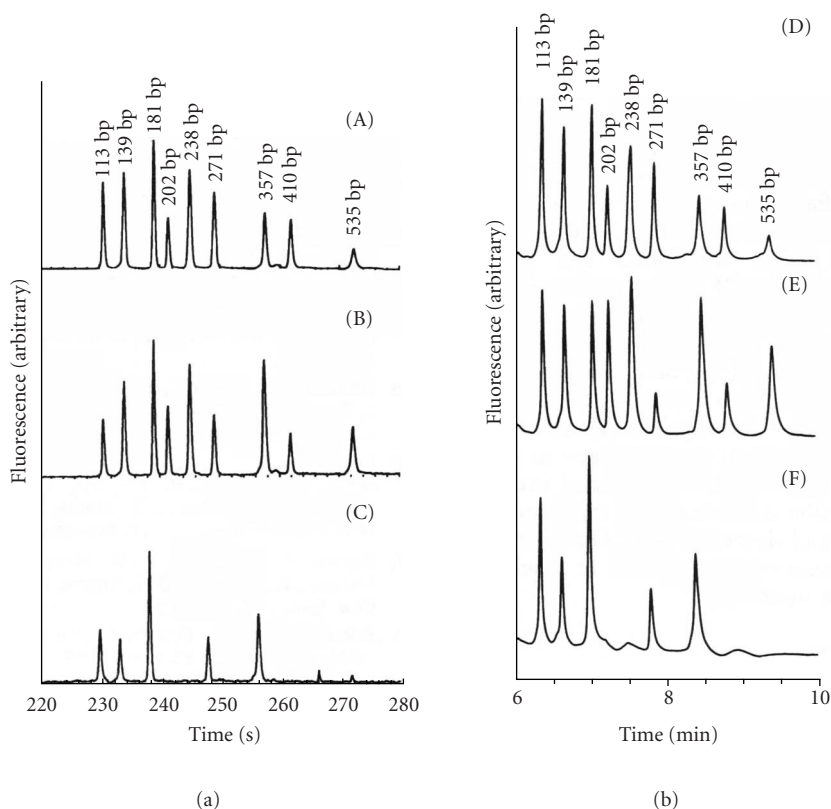 113 bp
139 bp
181 bp
202 bp
238 bp
271 bp
357 bp
410 bp
535 bp
(A)
(B)
(C)
Fluorescence (arbitrary)
220 230 240 250 260 270 280
Time (s)
(a)
113 bp
139 bp
181 bp
202 bp
238 bp
271 bp
357 bp
410 bp
535 bp
(D)
(E)
(F)
Fluorescence (arbitrary)
6 8 10
Time (min)
(b)